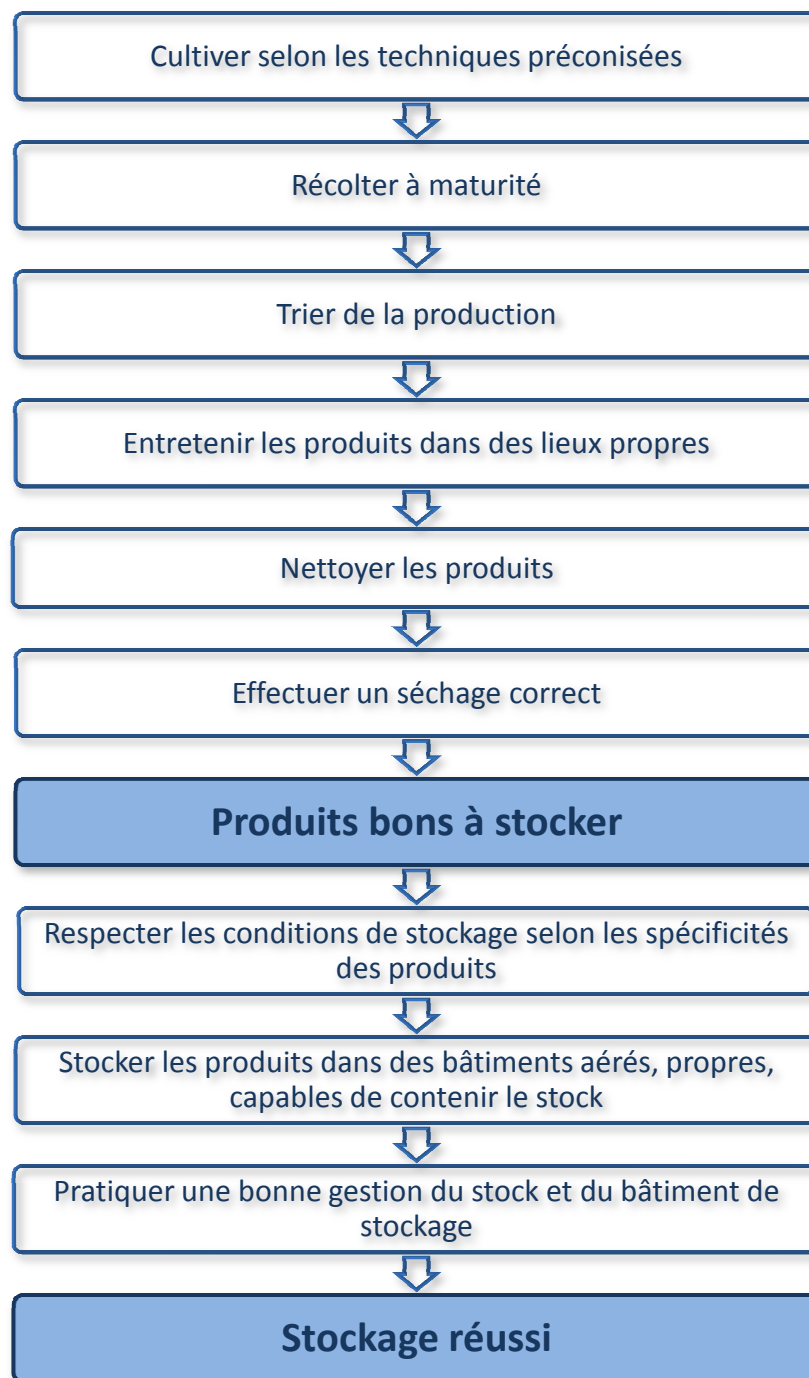 Cultiver selon les techniques préconisées
Récolter à maturité
Trier de la production
Entretenir les produits dans des lieux propres
Nettoyer les produits
Effectuer un séchage correct
Produits bons à stocker
Respecter les conditions de stockage selon les spécificités
des produits
Stocker les produits dans des bâtiments aérés, propres,
capables de contenir le stock
Pratiquer une bonne gestion du stock et du bâtiment de
stockage
Stockage réussi